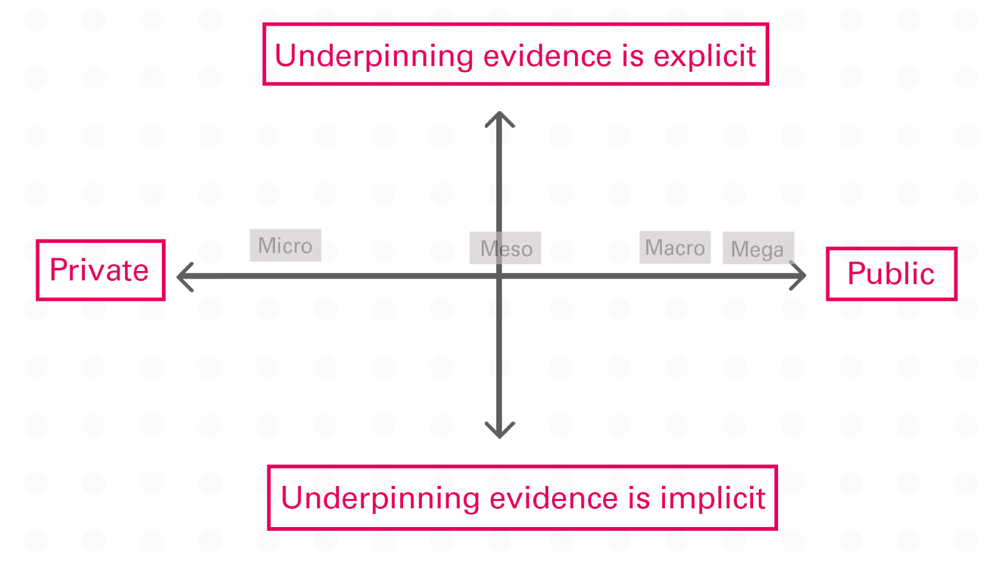 Underpinning evidence is explicit
Micro
Meso
Macro
Mega
Private
Public
Underpinning evidence is implicit